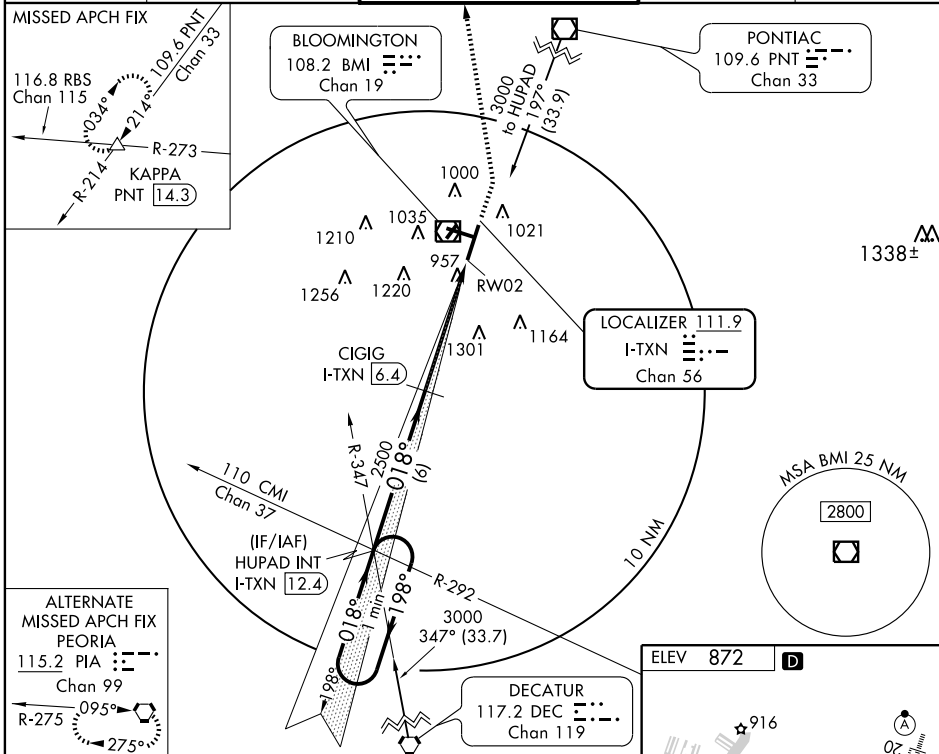 MISSED APCH FIX
109.6 PNT
Chan 33
116.8 RBS
Chan 115
034°
214°
R-273
R-214
KAPPA
PNT 14.3
BLOOMINGTON
108.2 BMI
Chan 19
PONTIAC
109.6 PNT
Chan 33
3000
to HUPAD
197°
(33.9)
1000
1035
1021
1210
957
1256
1220
RW02
1338±
1301
1164
LOCALIZER 111.9
I-TXN
Chan 56
CIGIG
I-TXN 6.4
R-347
2500
018°
(6)
110 CMI
Chan 37
(IF/IAF)
HUPAD INT
I-TXN 12.4
R-292
10 NM
MSA BMI 25 NM
2800
018°
1 min
198°
198°
3000
347° (33.7)
ALTERNATE
MISSED APCH FIX
PEORIA
115.2 PIA
Chan 99
095°
R-275
275°
DECATUR
117.2 DEC
Chan 119
ELEV 872 D
916
A
20